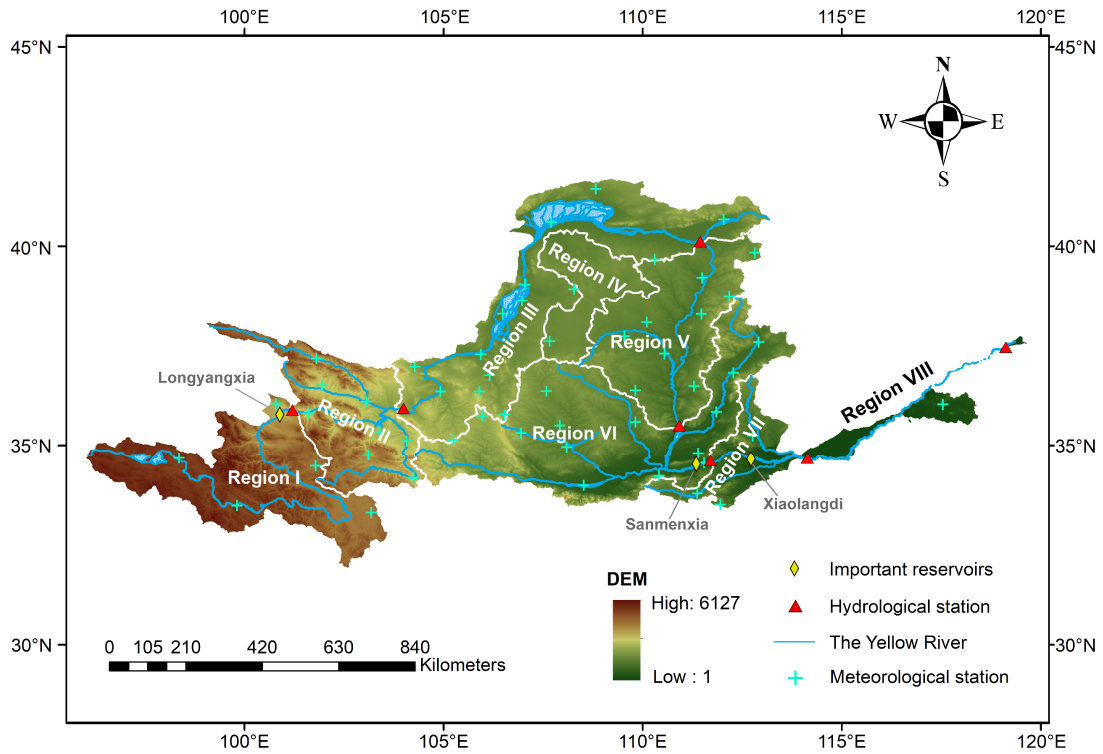 100°E 105°E 110°E 115°E 120°E
45°N 45°N
N
W E
S
40°N 40°N
Region IV
Region III
Region V
Longyangxia
Region II
Region VIII
Region VI
Region VII
35°N 35°N
Region I
Xiaolangdi
Sanmenxia
DEM
High: 6127
Low : 1
Important reservoirs
Hydrological station
The Yellow River
Meteorological station
30°N 30°N
0 105 210 420 630 840
Kilometers
100°E 105°E 110°E 115°E 120°E